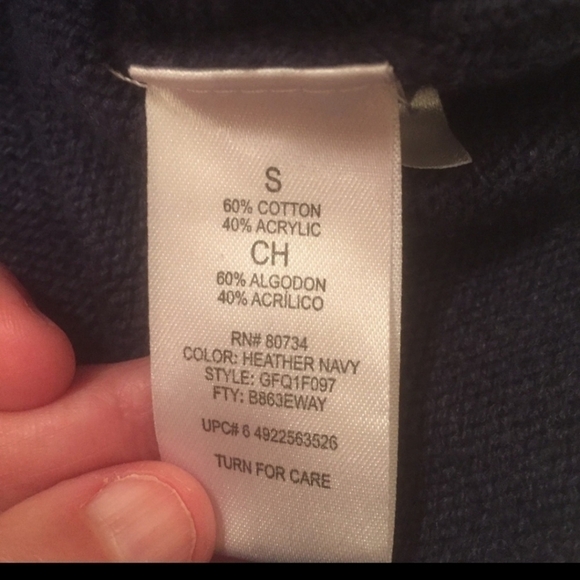 S
60% COTTON
40% ACRYLIC
CH
60% ALGODON
40% ACRÍLICO
RN# 80734
COLOR: HEATHER NAVY
STYLE: GFQ1F097
FTY: B863EWAY
UPC# 6 4922563526
TURN FOR CARE